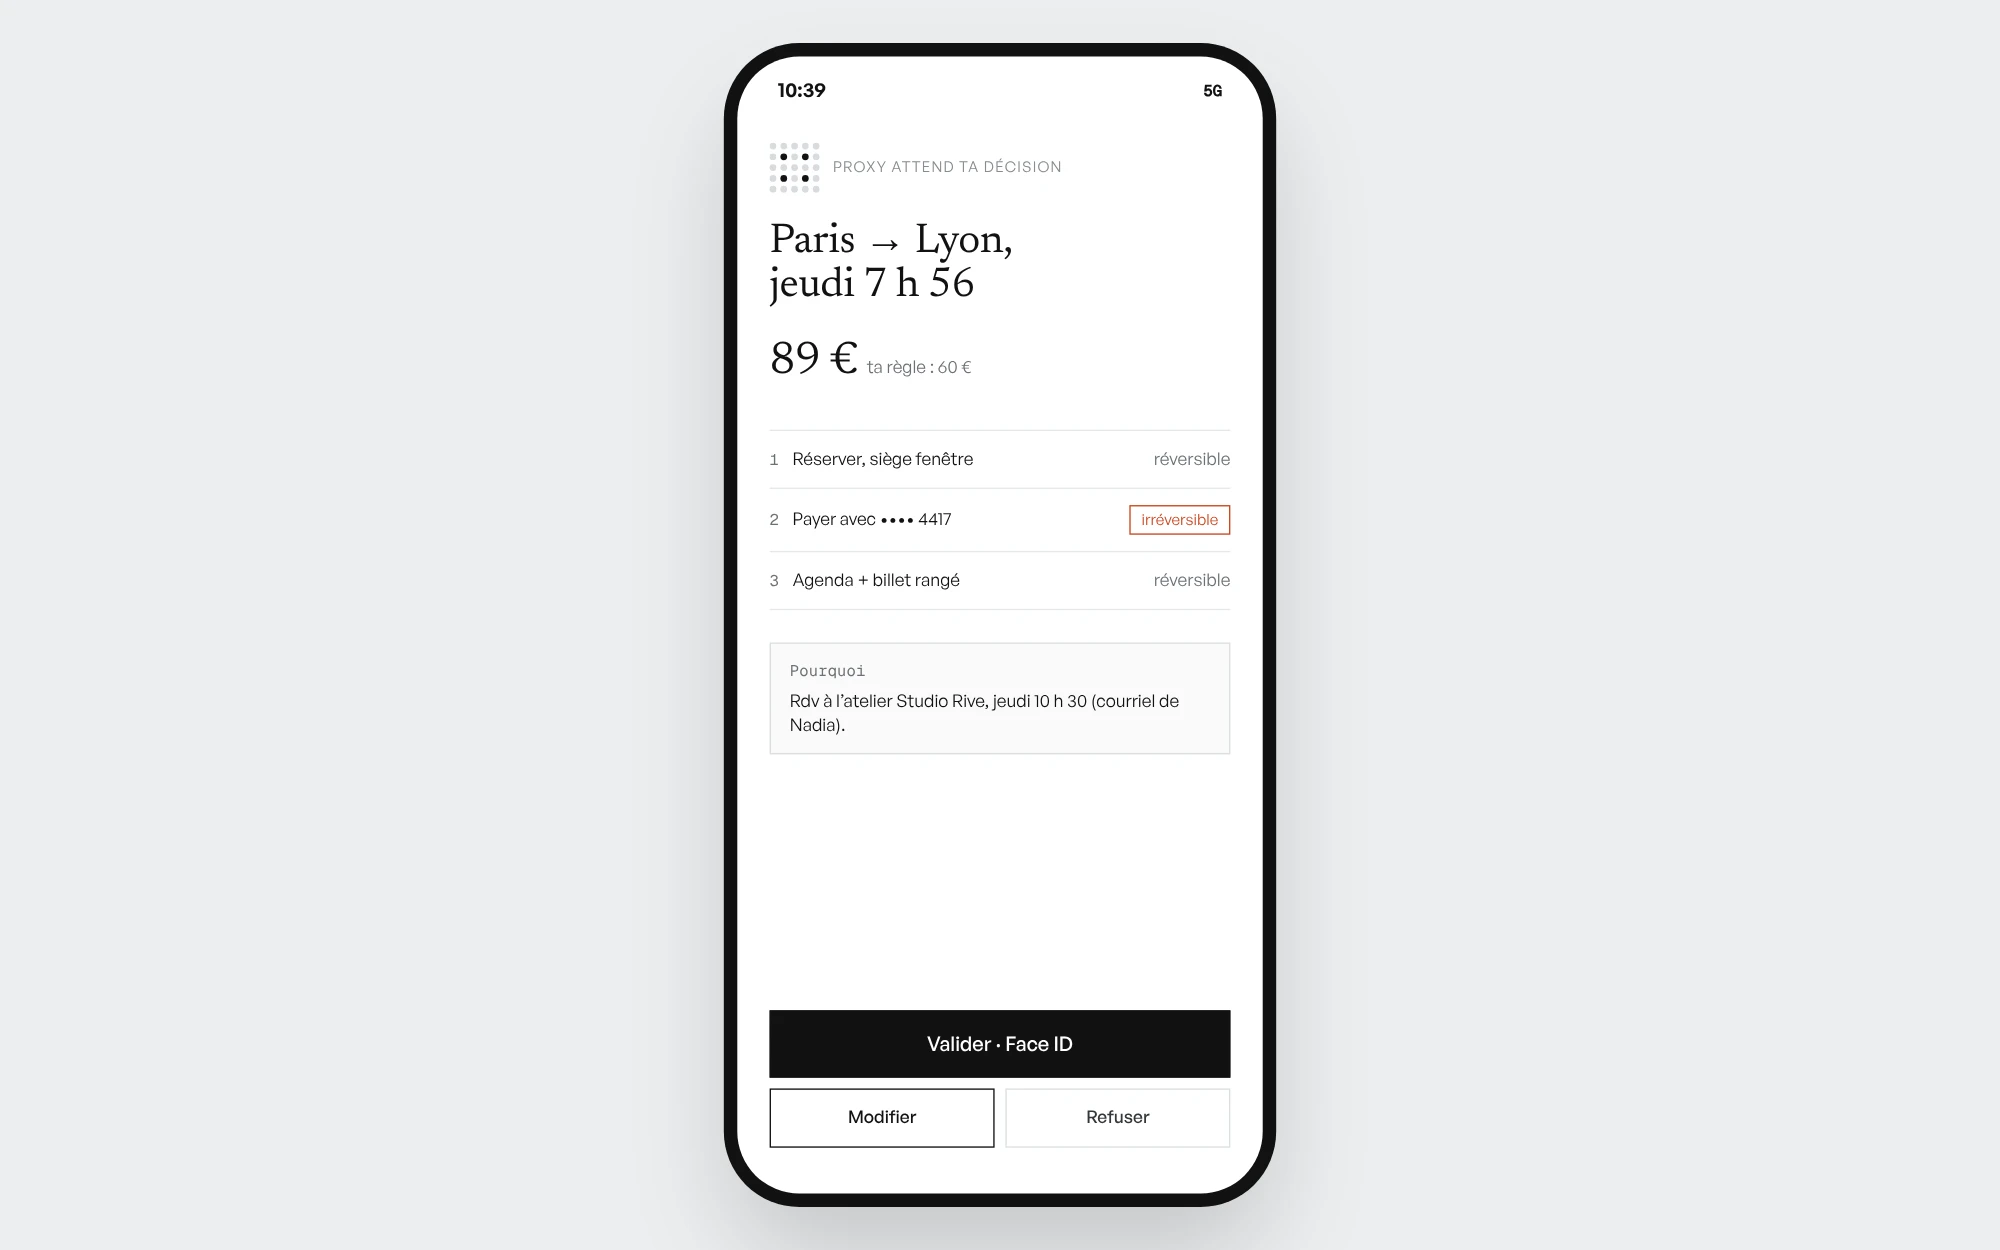 10:39
5G
PROXY ATTEND TA DÉCISION
Paris → Lyon,
jeudi 7 h 56
89 € ta règle : 60 €
1 Réserver, siège fenêtre réversible
2 Payer avec •••• 4417 irréversible
3 Agenda + billet rangé réversible
Pourquoi
Rdv à l’atelier Studio Rive, jeudi 10 h 30 (courriel de
Nadia).
Valider · Face ID
Modifier
Refuser